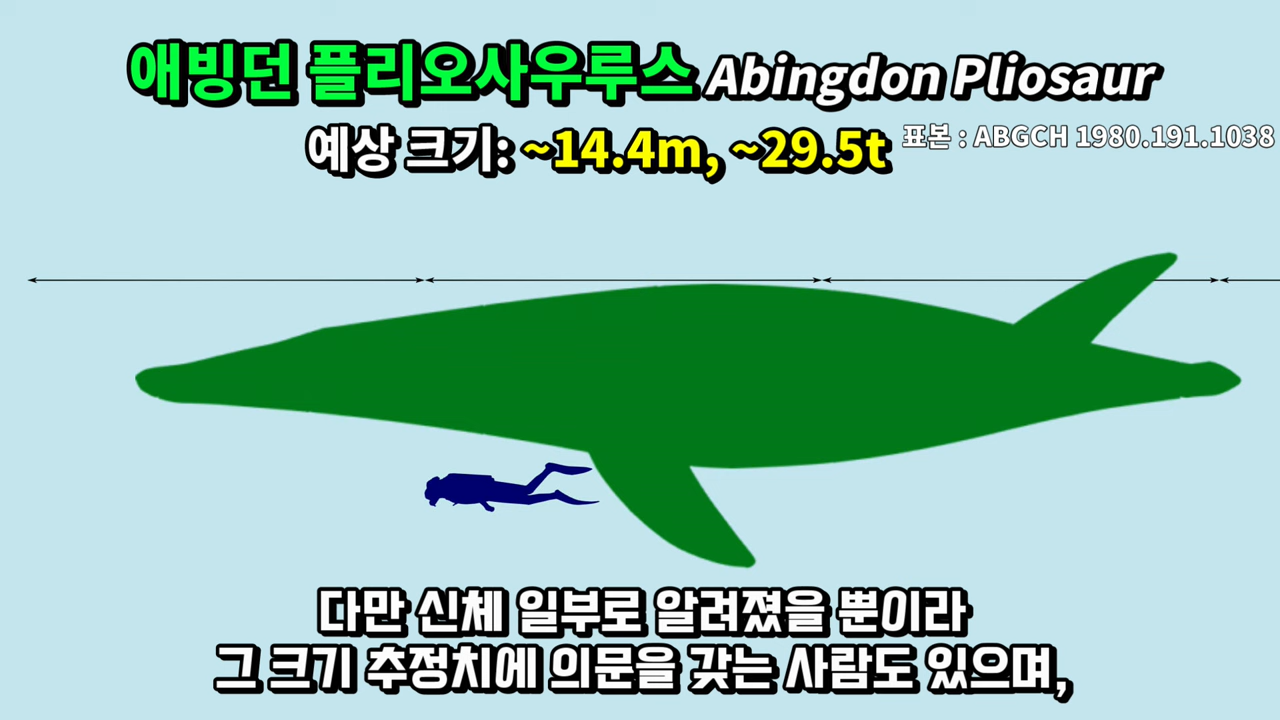 애빙던 플리오사우루스 Abingdon Pliosaur
예상 크기: ~14.4m, ~29.5t 표본 : ABGCH 1980.191.1038
다만 신체 일부로 알려졌을 뿐이라
그 크기 추정치에 의문을 갖는 사람도 있으며,